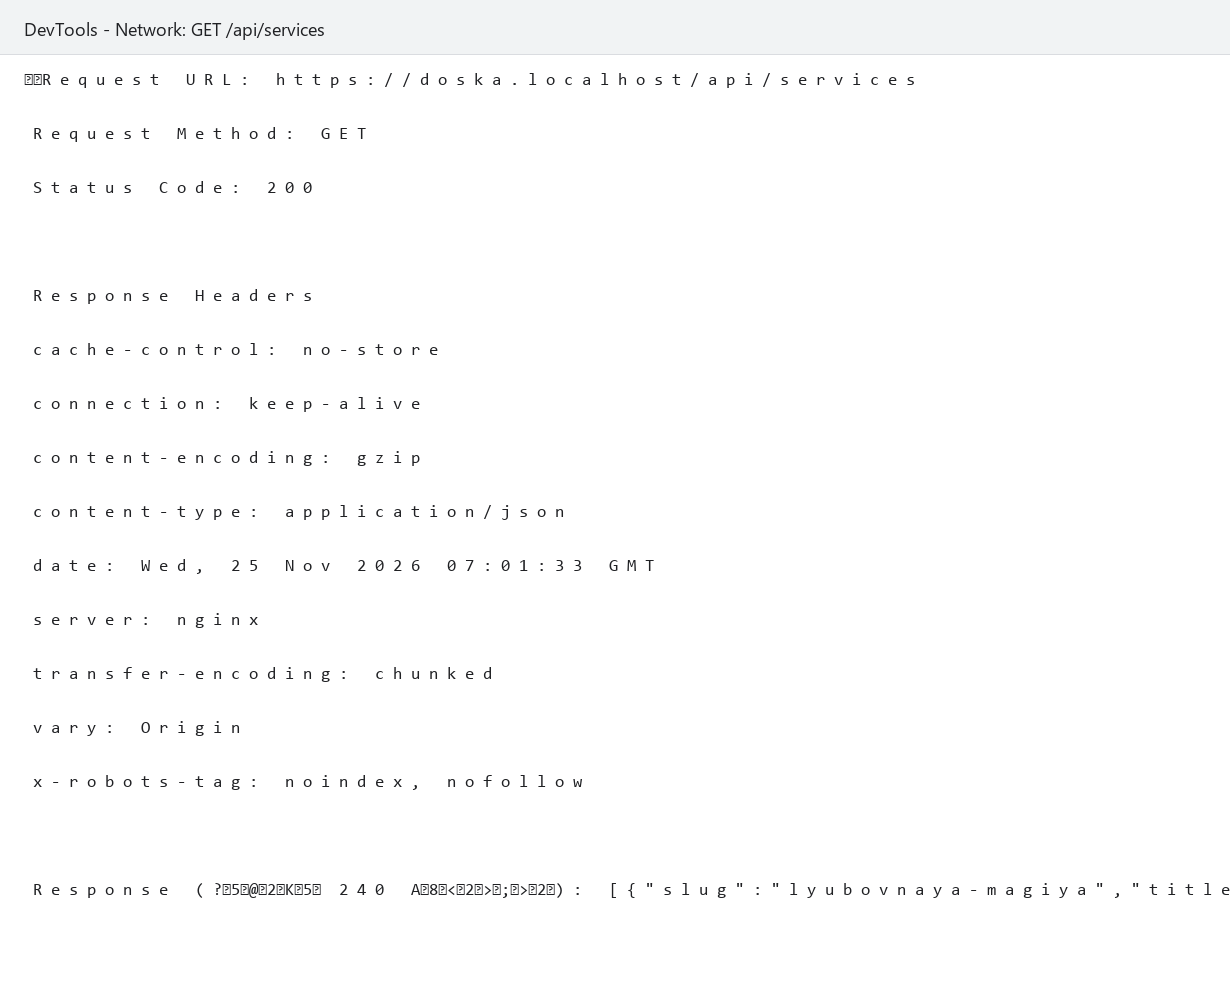 DevTools - Network: GET /api/services
Request URL: https://doska.localhost/api/services
Request Method: GET
Status Code: 200
Response Headers
cache-control: no-store
connection: keep-alive
content-encoding: gzip
content-type: application/json
date: Wed, 25 Nov 2026 07:01:33 GMT
server: nginx
transfer-encoding: chunked
vary: Origin
x-robots-tag: noindex, nofollow
Response ( 240 ): [{"slug":"lyubovnaya-magiya","title